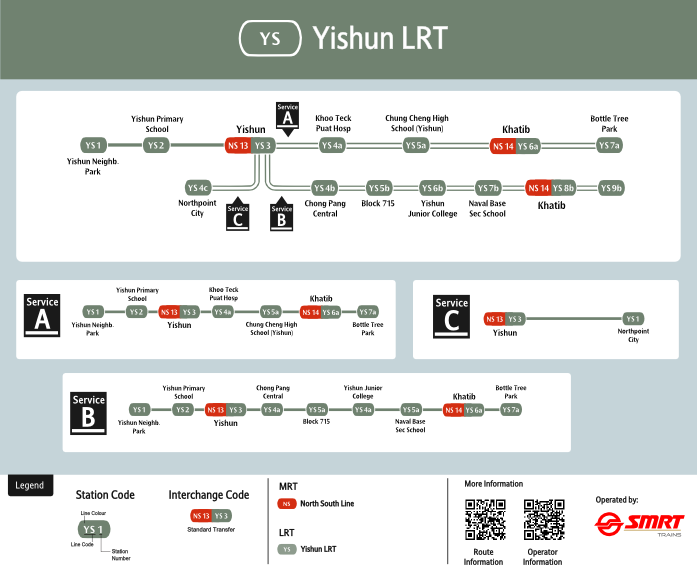 YS Yishun LRT
Service
A
Yishun Primary
School
Yishun
Khoo Teck
Puat Hosp
Chung Cheng High
School (Yishun)
Khatib
Bottle Tree
Park
YS 1 YS 2 NS 13 YS 3 YS 4a YS 5a NS 14 YS 6a YS 7a
Yishun Neighb.
Park
YS 4c YS 4b YS 5b YS 6b YS 7b NS 14 YS 8b YS 9b
Northpoint
City
Service
C
Service
B
Chong Pang
Central
Block 715
Yishun
Junior College
Naval Base
Sec School
Khatib
Service
A
Yishun Primary
School
Khoo Teck
Puat Hosp
Khatib
YS 1 YS 2 NS 13 YS 3 YS 4a YS 5a NS 14 YS 6a YS 7a
Yishun Neighb.
Park
Yishun
Chung Cheng High
School (Yishun)
Bottle Tree
Park
Service
C
NS 13 YS 3 YS 1
Yishun
Northpoint
City
Service
B
Yishun Primary
School
Chong Pang
Central
Yishun Junior
College
Khatib
Bottle Tree
Park
YS 1 YS 2 NS 13 YS 3 YS 4a YS 5a YS 4a YS 5a NS 14 YS 6a YS 7a
Yishun Neighb.
Park
Yishun
Block 715
Naval Base
Sec School
Legend
Station Code
Line Colour
YS 1
Line Code
Station
Number
Interchange Code
NS 13 YS 3
Standard Transfer
MRT
NS North South Line
LRT
YS Yishun LRT
More Information
Route
Information
Operator
Information
Operated by:
SMRT
TRAINS